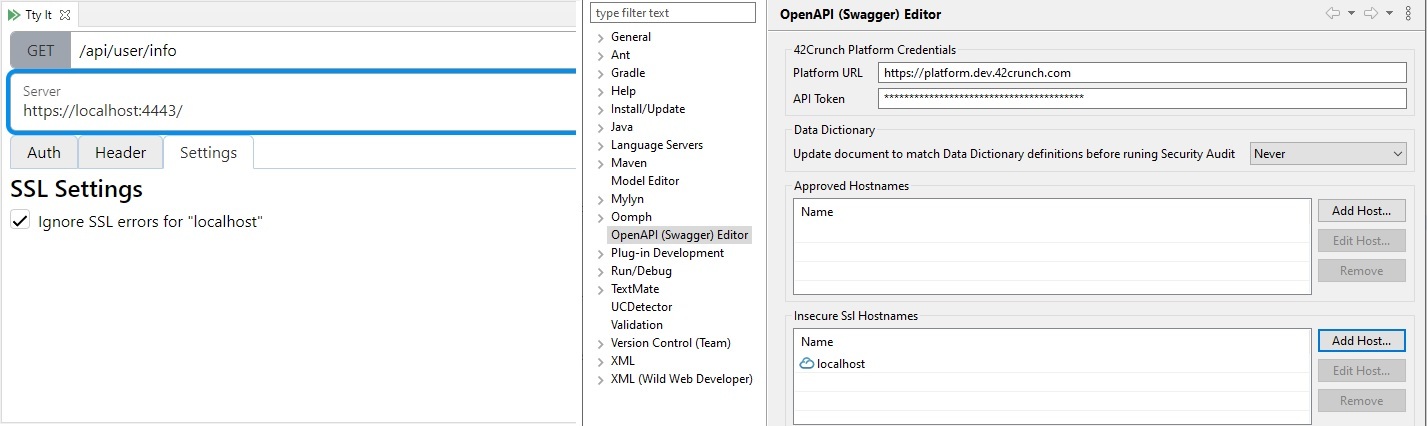 Tty It
GET /api/user/info
Server
https://localhost:4443/
Auth Header Settings
SSL Settings
Ignore SSL errors for "localhost"
type filter text
General
Ant
Gradle
Help
Install/Update
Java
Language Servers
Maven
Model Editor
Mylyn
Oomph
OpenAPI (Swagger) Editor
Plug-in Development
Run/Debug
TextMate
UCDetector
Validation
Version Control (Team)
XML
XML (Wild Web Developer)
OpenAPI (Swagger) Editor
42Crunch Platform Credentials
Platform URL https://platform.dev.42crunch.com
API Token ****************************************
Data Dictionary
Update document to match Data Dictionary definitions before runing Security Audit Never
Approved Hostnames
Name
Add Host...
Edit Host...
Remove
Insecure Ssl Hostnames
Name
localhost
Add Host...
Edit Host...
Remove